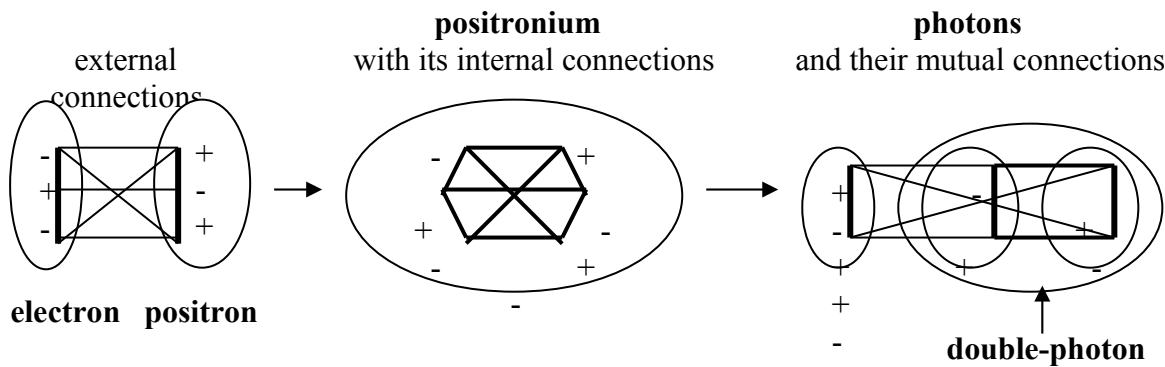 external
connections
positronium
with its internal connections
photons
and their mutual connections
- +
+ -
- +
electron positron
- +
+ -
- +
-
+ - +
-
+ + -
+
-
double-photon